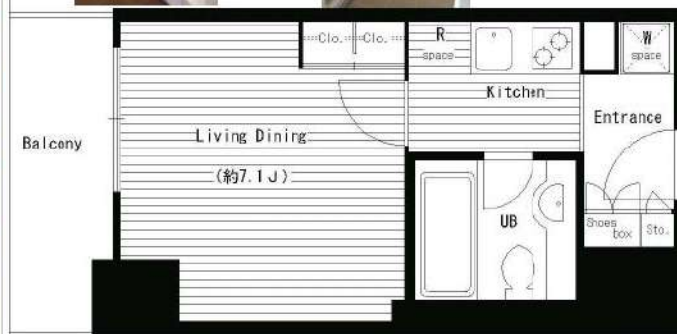 Clo.
Clo.
R
space
W
space
Kitchen
Entrance
Balcony
Living Dining
(約7.1J)
UB
Shoes
box
Sto.